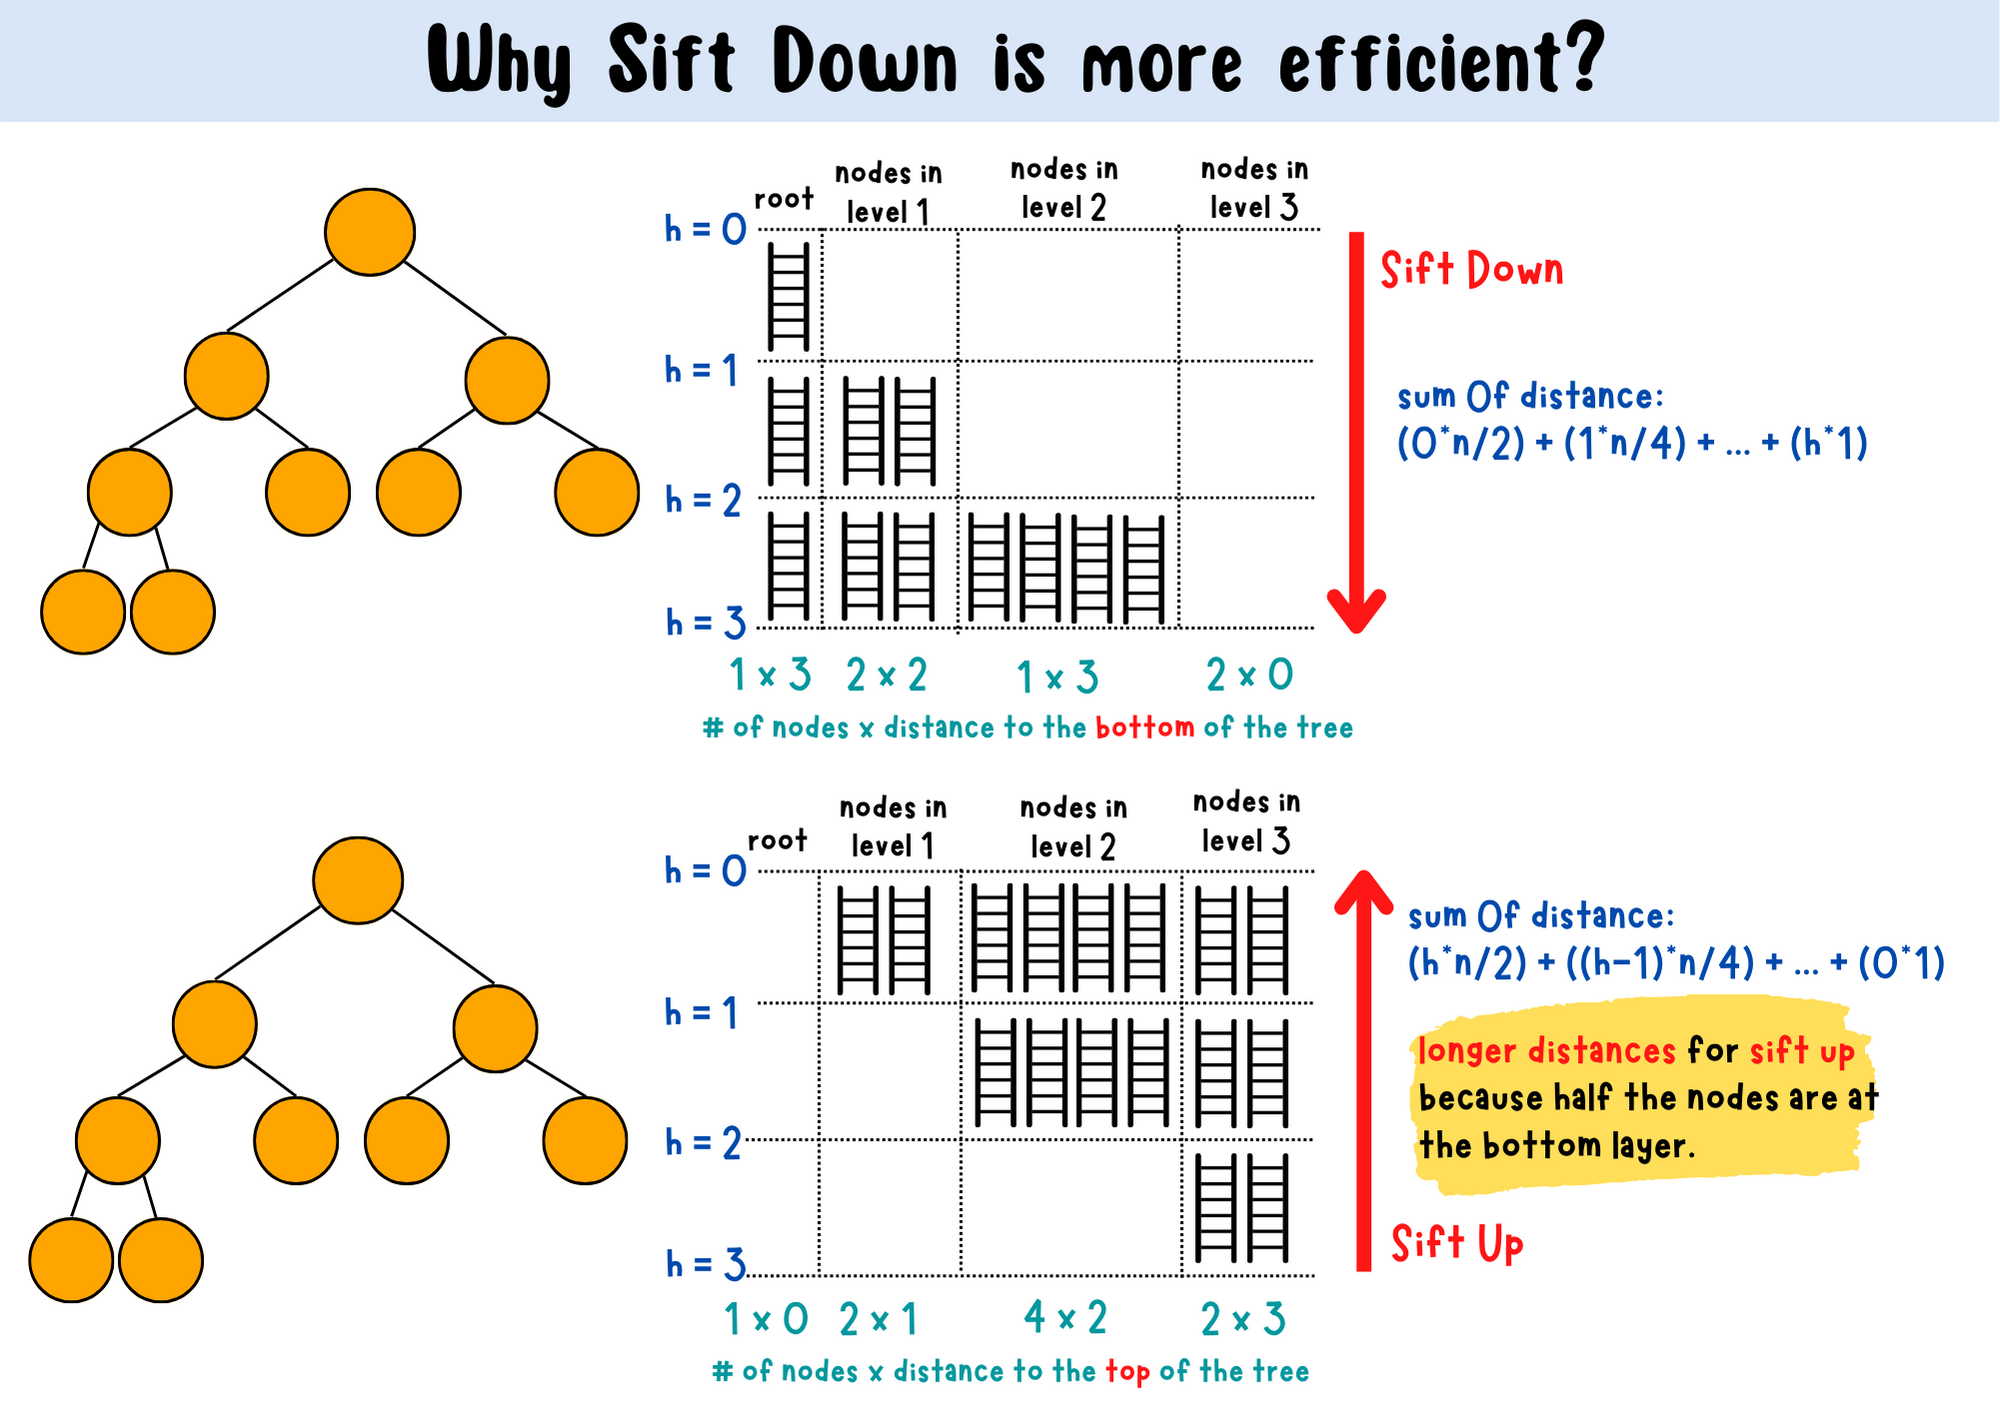 Why Sift Down is more efficient?
root
nodes in
level 1
nodes in
level 2
nodes in
level 3
h = 0
h = 1
h = 2
h = 3
Sift Down
sum Of distance:
(0*n/2) + (1*n/4) + ... + (h*1)
1 x 3
2 x 2
1 x 3
2 x 0
# of nodes x distance to the bottom of the tree
root
nodes in
level 1
nodes in
level 2
nodes in
level 3
h = 0
h = 1
h = 2
h = 3
sum Of distance:
(h*n/2) + ((h-1)*n/4) + ... + (0*1)
longer distances for sift up
because half the nodes are at
the bottom layer.
Sift Up
1 x 0
2 x 1
4 x 2
2 x 3
# of nodes x distance to the top of the tree